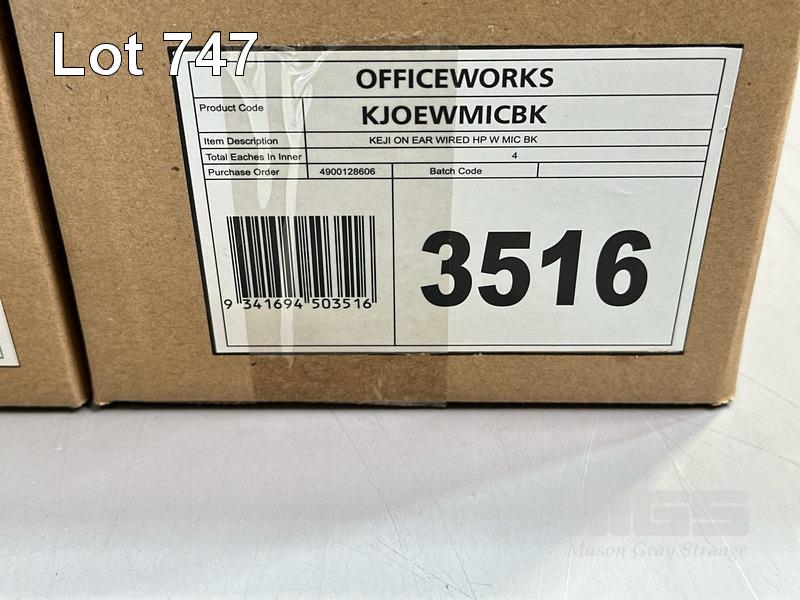 Lot 747
OFFICEWORKS
Product Code KJOEWMICBK
Item Description KEJI ON EAR WIRED HP W MIC BK
Total Eaches In Inner 4
Purchase Order 4900128606 Batch Code
3516
9 341694 503516
MGS
Mason Gray Strange